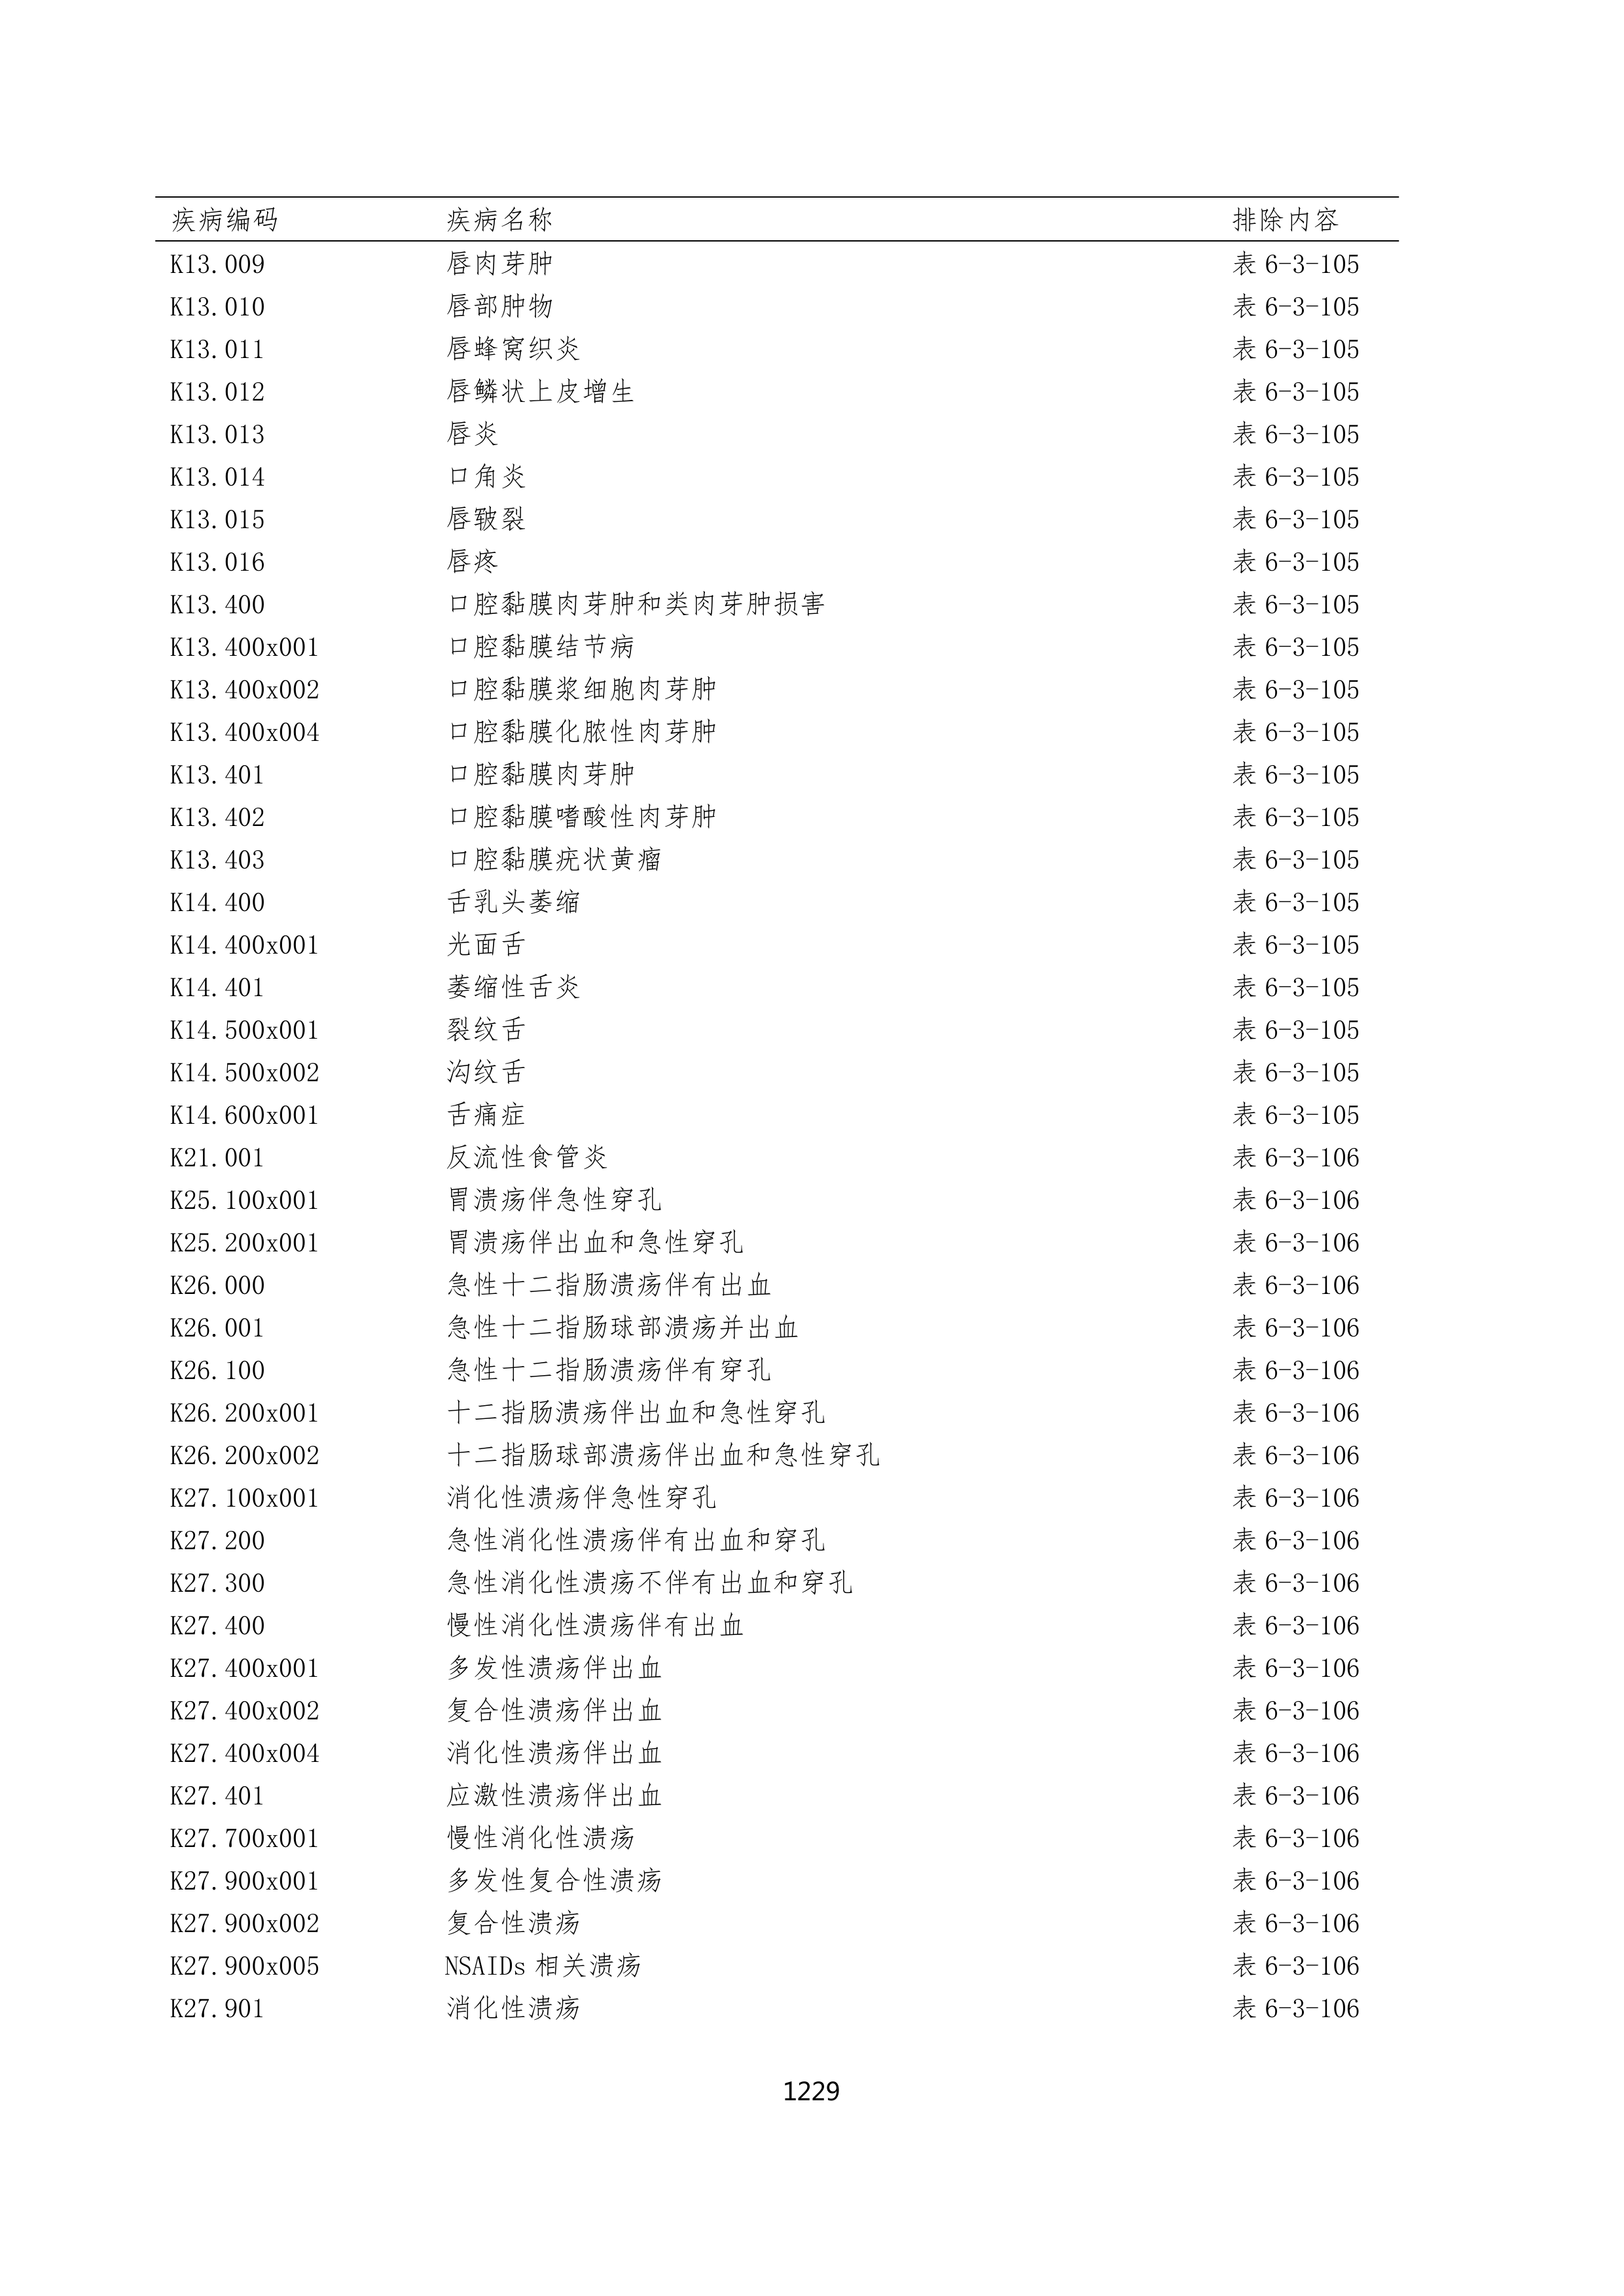 疾病编码 疾病名称 排除内容
K13.009 唇肉芽肿 表 6-3-105
K13.010 唇部肿物 表 6-3-105
K13.011 唇蜂窝织炎 表 6-3-105
K13.012 唇鳞状上皮增生 表 6-3-105
K13.013 唇炎 表 6-3-105
K13.014 口角炎 表 6-3-105
K13.015 唇皲裂 表 6-3-105
K13.016 唇疼 表 6-3-105
K13.400 口腔黏膜肉芽肿和类肉芽肿损害 表 6-3-105
K13.400x001 口腔黏膜结节病 表 6-3-105
K13.400x002 口腔黏膜浆细胞肉芽肿 表 6-3-105
K13.400x004 口腔黏膜化脓性肉芽肿 表 6-3-105
K13.401 口腔黏膜肉芽肿 表 6-3-105
K13.402 口腔黏膜嗜酸性肉芽肿 表 6-3-105
K13.403 口腔黏膜疣状黄瘤 表 6-3-105
K14.400 舌乳头萎缩 表 6-3-105
K14.400x001 光面舌 表 6-3-105
K14.401 萎缩性舌炎 表 6-3-105
K14.500x001 裂纹舌 表 6-3-105
K14.500x002 沟纹舌 表 6-3-105
K14.600x001 舌痛症 表 6-3-105
K21.001 反流性食管炎 表 6-3-106
K25.100x001 胃溃疡伴急性穿孔 表 6-3-106
K25.200x001 胃溃疡伴出血和急性穿孔 表 6-3-106
K26.000 急性十二指肠溃疡伴有出血 表 6-3-106
K26.001 急性十二指肠球部溃疡并出血 表 6-3-106
K26.100 急性十二指肠溃疡伴有穿孔 表 6-3-106
K26.200x001 十二指肠溃疡伴出血和急性穿孔 表 6-3-106
K26.200x002 十二指肠球部溃疡伴出血和急性穿孔 表 6-3-106
K27.100x001 消化性溃疡伴急性穿孔 表 6-3-106
K27.200 急性消化性溃疡伴有出血和穿孔 表 6-3-106
K27.300 急性消化性溃疡不伴有出血和穿孔 表 6-3-106
K27.400 慢性消化性溃疡伴有出血 表 6-3-106
K27.400x001 多发性溃疡伴出血 表 6-3-106
K27.400x002 复合性溃疡伴出血 表 6-3-106
K27.400x004 消化性溃疡伴出血 表 6-3-106
K27.401 应激性溃疡伴出血 表 6-3-106
K27.700x001 慢性消化性溃疡 表 6-3-106
K27.900x001 多发性复合性溃疡 表 6-3-106
K27.900x002 复合性溃疡 表 6-3-106
K27.900x005 NSAIDs 相关溃疡 表 6-3-106
K27.901 消化性溃疡 表 6-3-106
1229